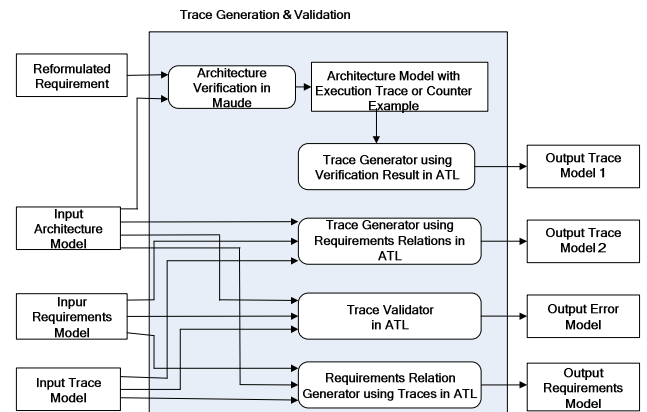 Trace Generation & Validation
Reformulated
Requirement
Architecture
Verification in
Maude
Architecture Model with
Execution Trace or Counter
Example
Trace Generator using
Verification Result in ATL
Output Trace
Model 1
Input
Architecture
Model
Trace Generator using
Requirements Relations in
ATL
Output Trace
Model 2
Inpur
Requirements
Model
Trace Validator
in ATL
Output Error
Model
Input Trace
Model
Requirements Relation
Generator using Traces in ATL
Output
Requirements
Model